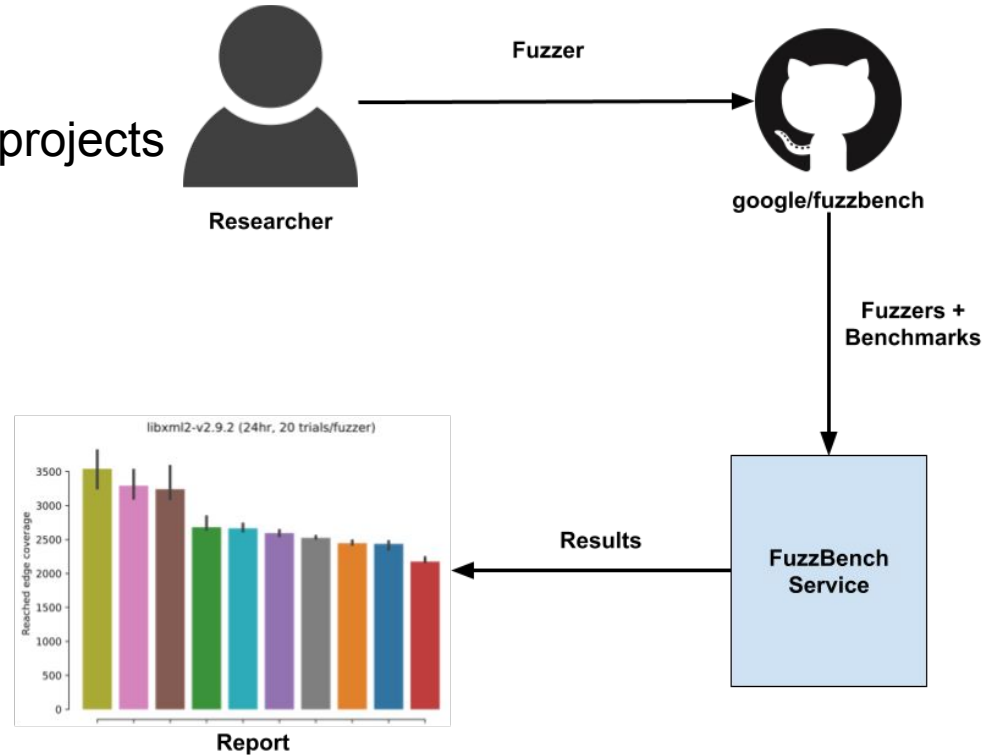 Fuzzer
projects
Researcher
google/fuzzbench
Fuzzers +
Benchmarks
libxml2-v2.9.2 (24hr, 20 trials/fuzzer)
Reached edge coverage
3500
3000
2500
2000
1500
1000
500
0
Results
FuzzBench
Service
Report